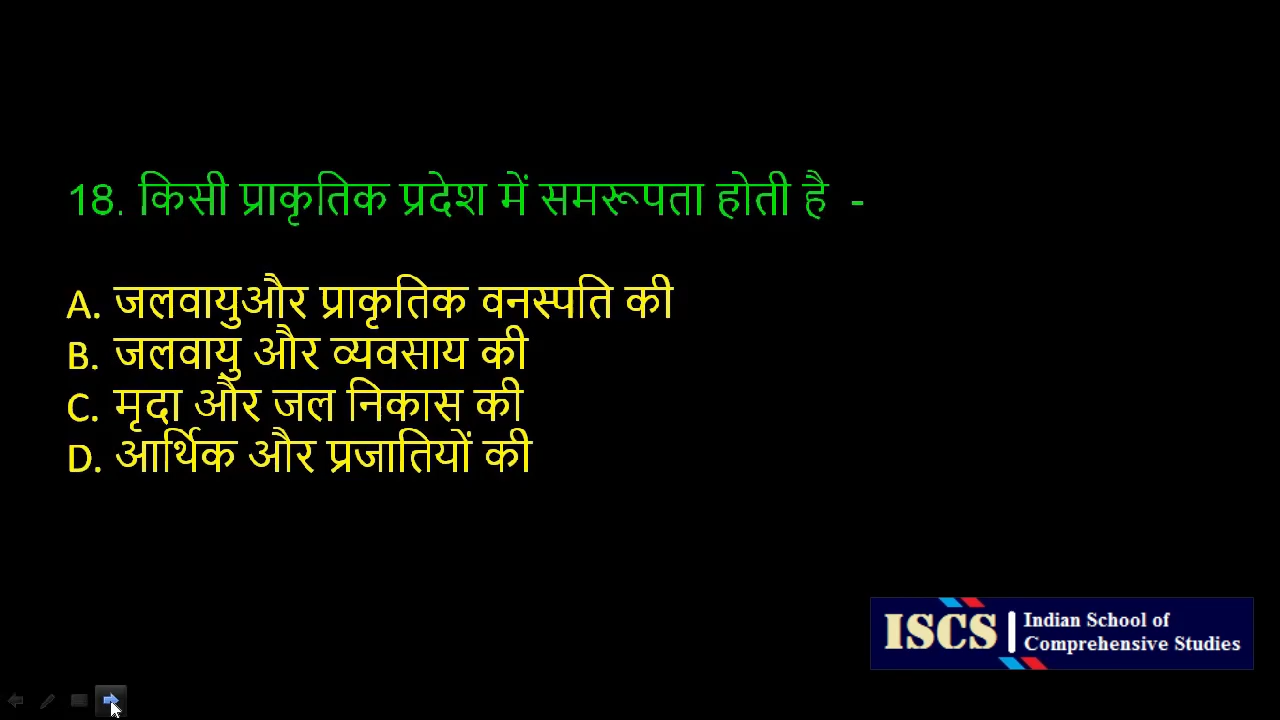 18. किसी प्राकृतिक प्रदेश में समरूपता होती है -
A. जलवायुऔर प्राकृतिक वनस्पति की
B. जलवायु और व्यवसाय की
C. मृदा और जल निकास की
D. आर्थिक और प्रजातियों की
ISCS
Indian School of
Comprehensive Studies